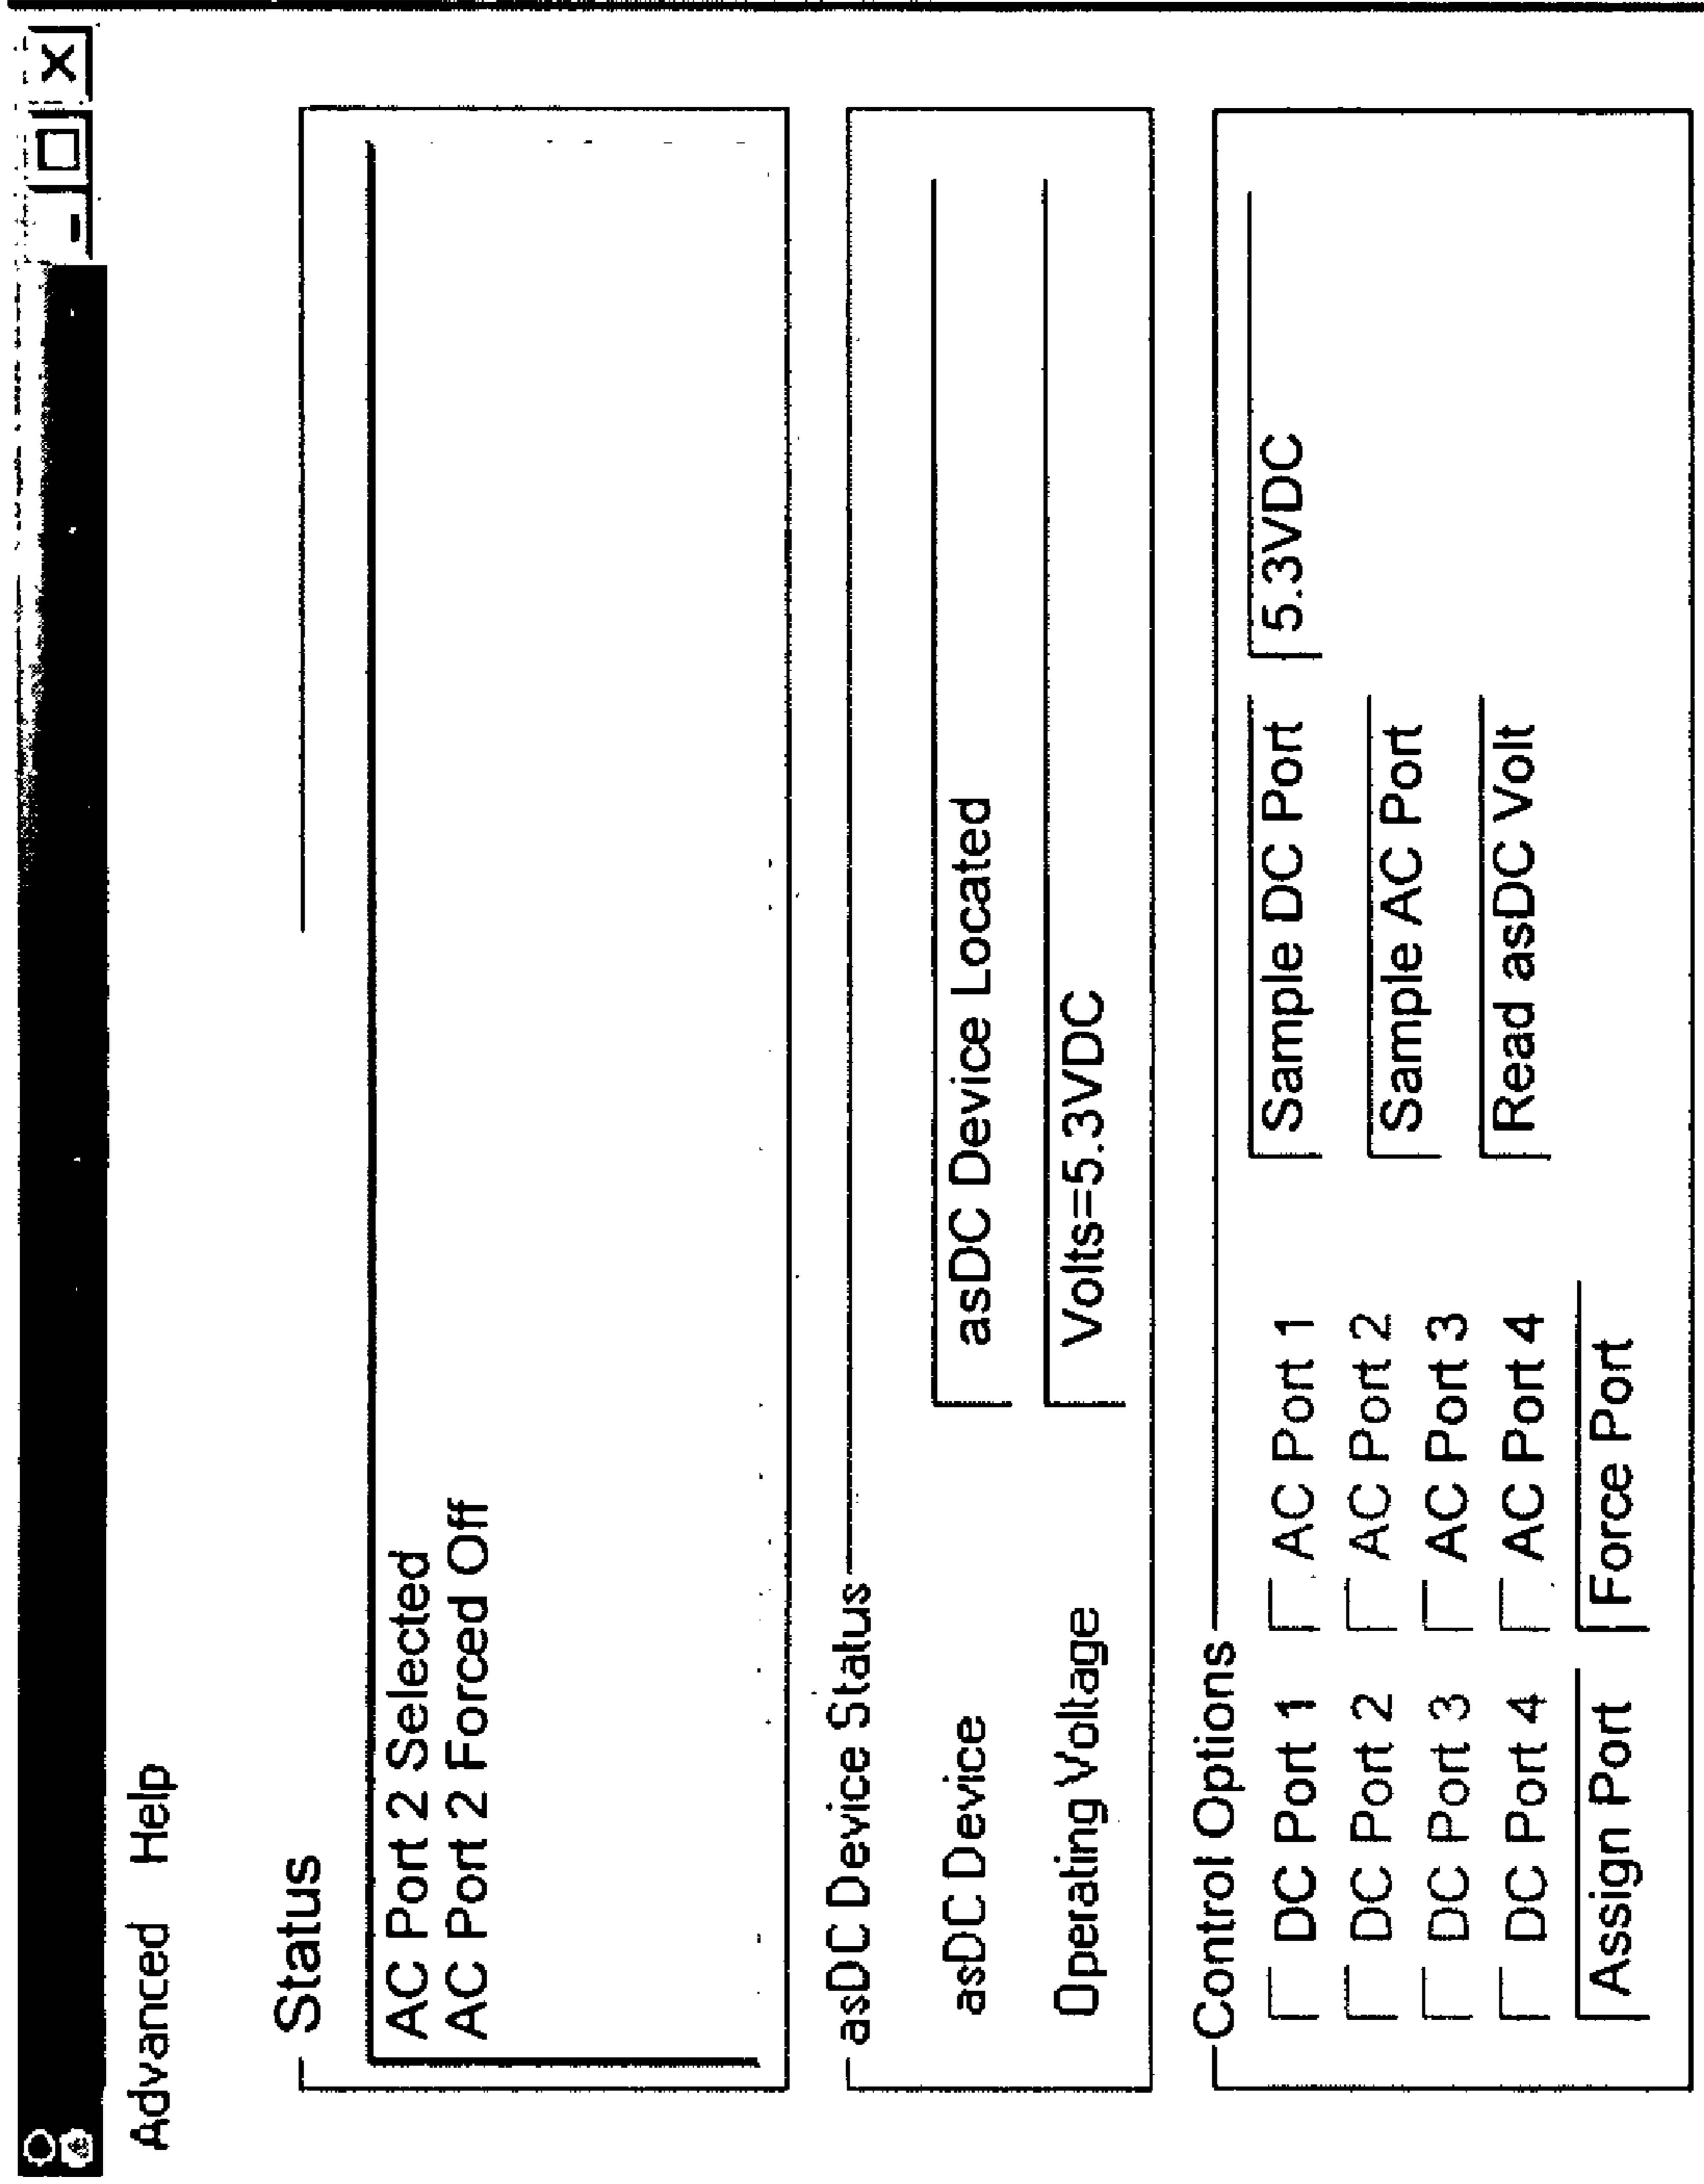 Advanced Help
Status
AC Port 2 Selected
AC Port 2 Forced Off
asDC Device Status
asDC Device
asDC Device Located
Operating Voltage
Volts=5.3VDC
Control Options
DC Port 1 AC Port 1 Sample DC Port 5.3VDC
DC Port 2 AC Port 2 Sample AC Port
DC Port 3 AC Port 3 Read asDC Volt
DC Port 4 AC Port 4
Assign Port Force Port